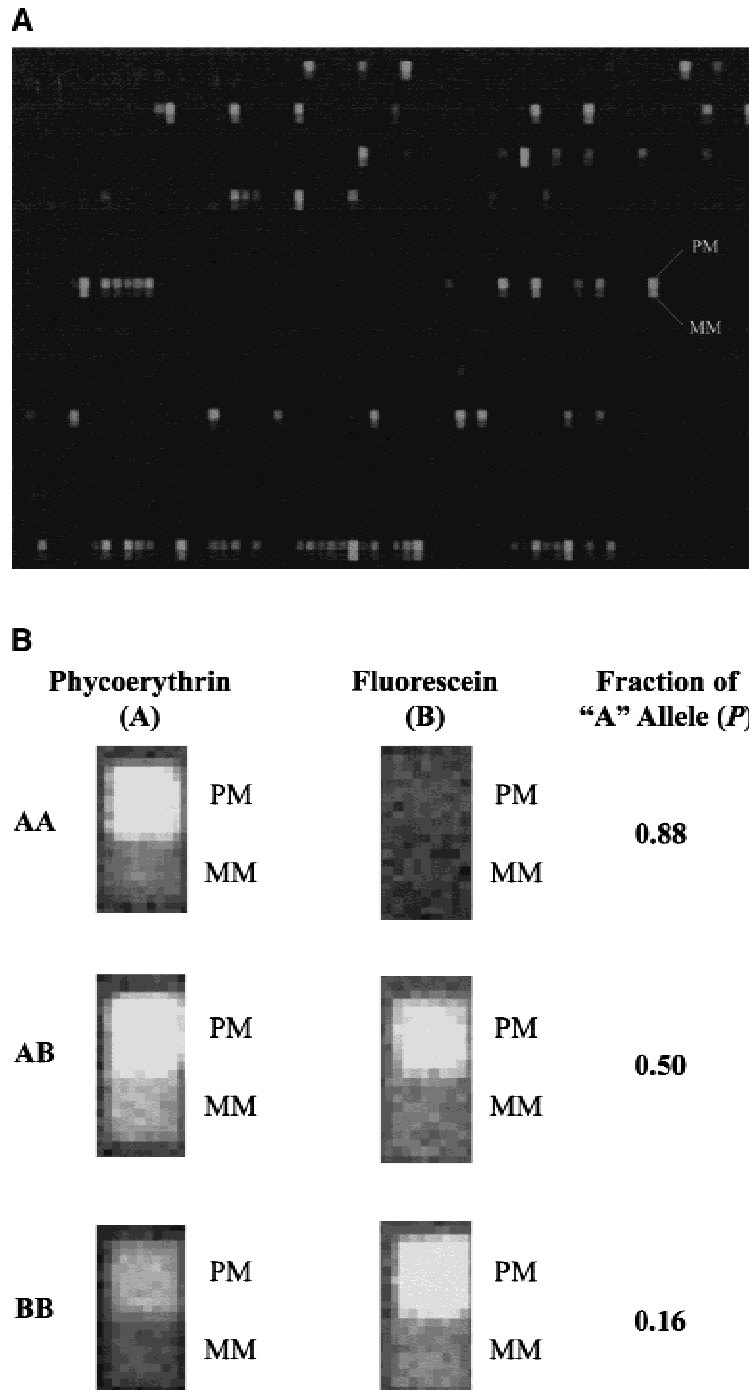 A
PM
MM
B
Phycoerythrin Fluorescein Fraction of
(A) (B) “A” Allele (P)
PM PM
AA 0.88
MM MM
PM PM
AB 0.50
MM MM
PM PM
BB 0.16
MM MM